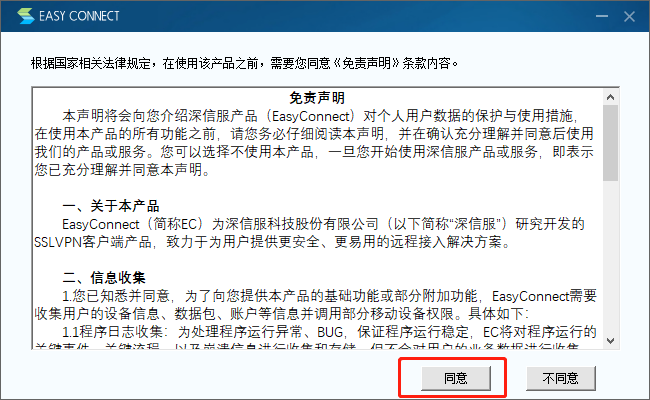 EASY CONNECT
根据国家相关法律规定，在使用该产品之前，需要您同意《免责声明》条款内容。
免责声明
本声明将会向您介绍深信服产品（EasyConnect）对个人用户数据的保护与使用措施，
在使用本产品的所有功能之前，请您务必仔细阅读本声明，并在确认充分理解并同意后使用
我们的产品或服务。您可以选择不使用本产品，一旦您开始使用深信服产品或服务，即表示
您已充分理解并同意本声明。
一、关于本产品
EasyConnect（简称EC）为深信服科技股份有限公司（以下简称“深信服”）研究开发的
SSLVPN客户端产品，致力于为用户提供更安全、更易用的远程接入解决方案。
二、信息收集
1.您已知悉并同意，为了向您提供本产品的基础功能或部分附加功能，EasyConnect需要
收集用户的设备信息、数据包、账户等信息并调用部分移动设备权限。具体如下：
1.1程序日志收集：为处理程序运行异常、BUG，保证程序运行稳定，EC将对程序运行的
关键事件、关键流程、以及崩溃信息进行收集和存储，但不会对用户的业务数据进行收集
同意
不同意